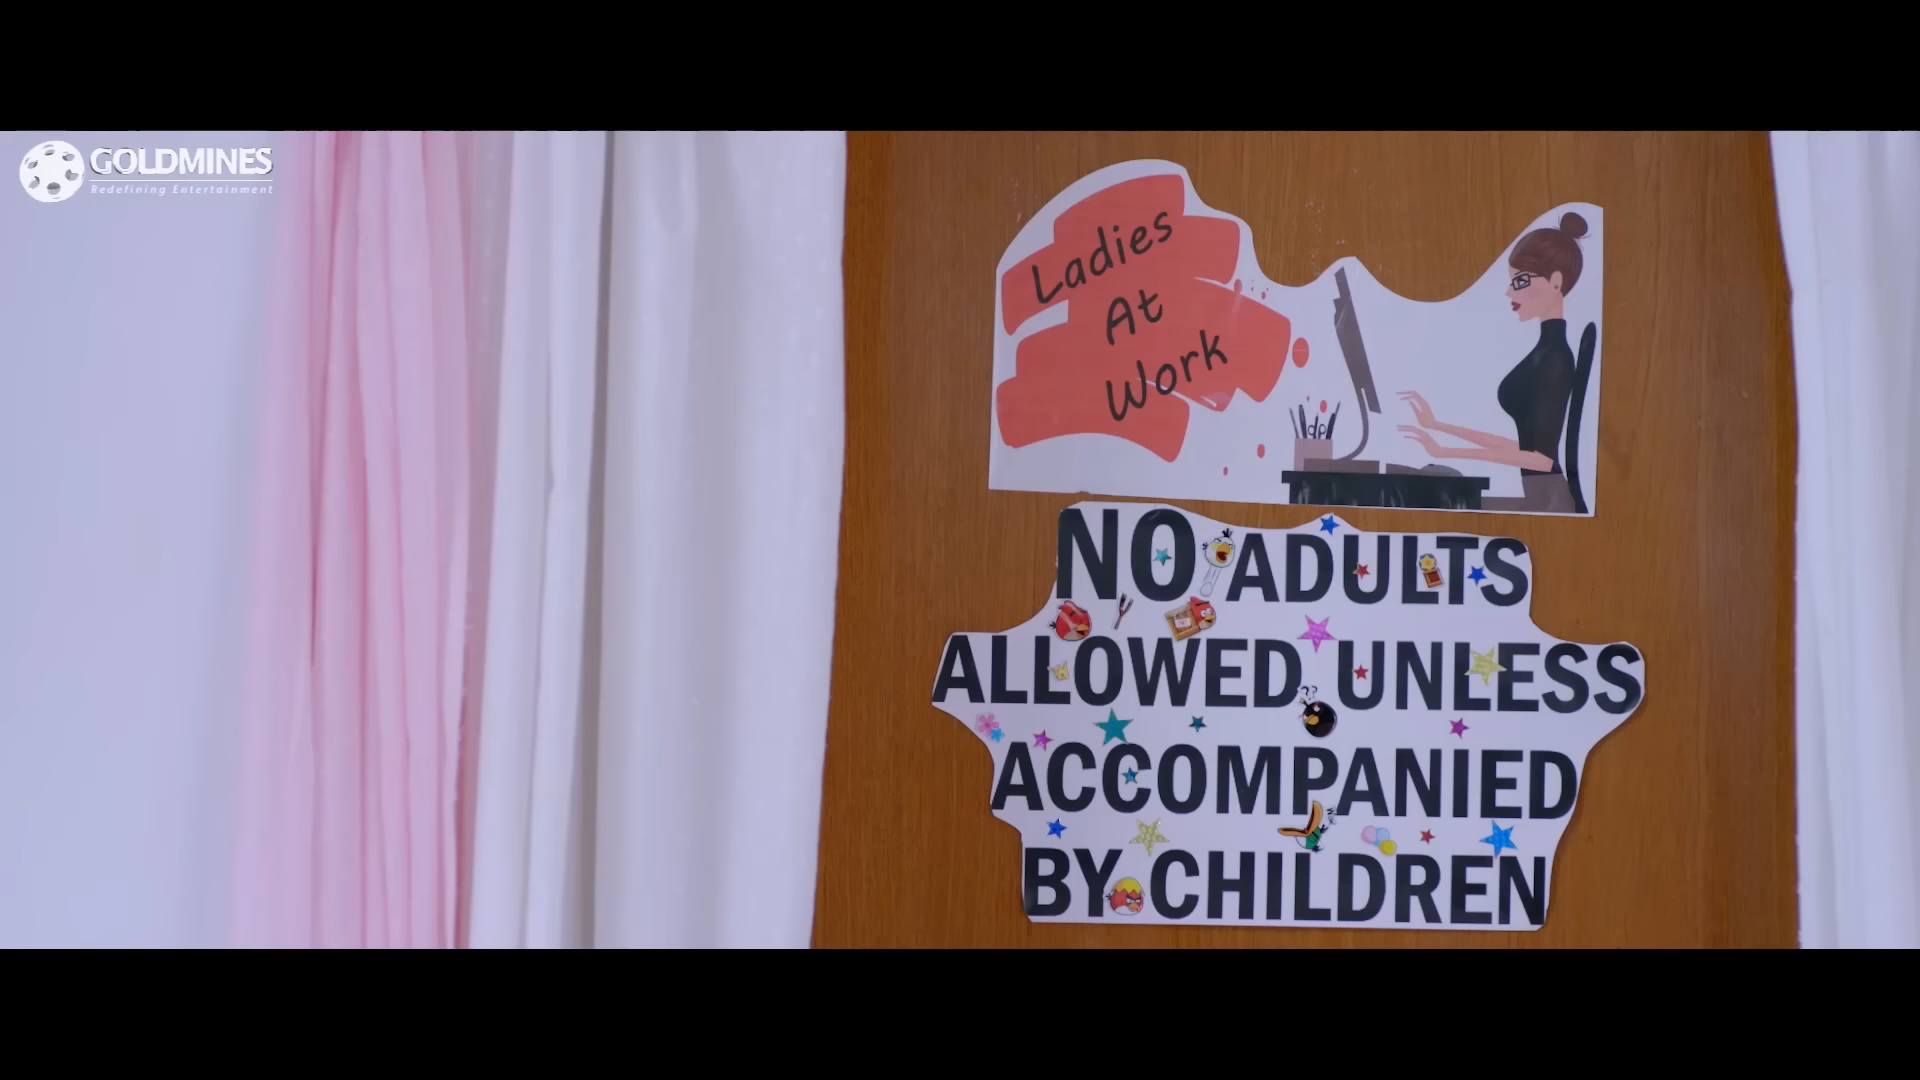 GOLDMINES
Redefining Entertainment
Ladies
At
Work
NO ADULTS
ALLOWED UNLESS
ACCOMPANIED
BY CHILDREN